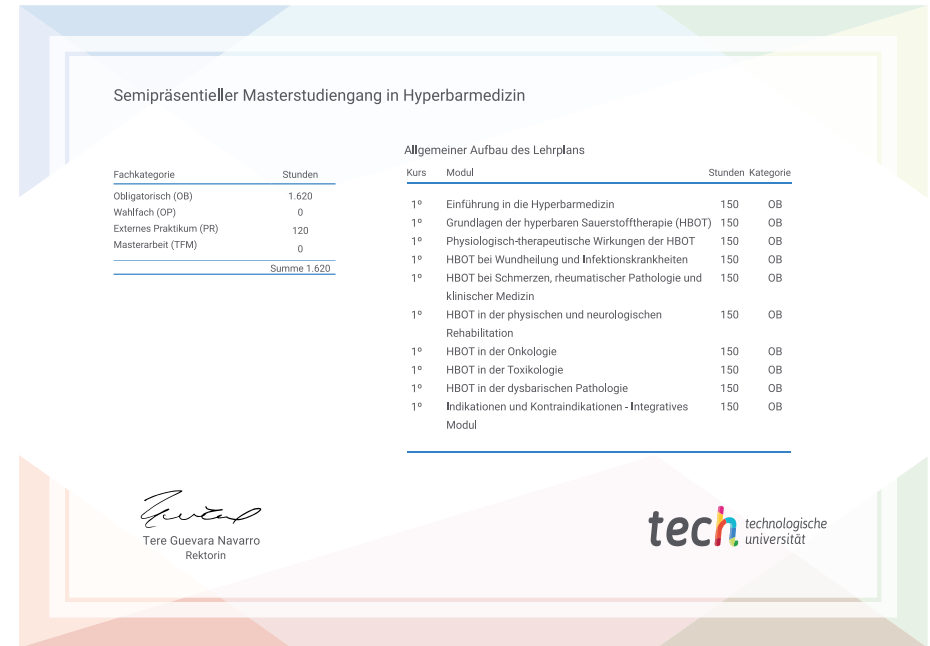 Semipräsentieller Masterstudiengang in Hyperbarmedizin
Fachkategorie Stunden
Obligatorisch (OB) 1.620
Wahlfach (OP) 0
Externes Praktikum (PR) 120
Masterarbeit (TFM) 0
Summe 1.620
Allgemeiner Aufbau des Lehrplans
Kurs Modul Stunden Kategorie
1º Einführung in die Hyperbarmedizin 150 OB
1º Grundlagen der hyperbaren Sauerstofftherapie (HBOT) 150 OB
1º Physiologisch-therapeutische Wirkungen der HBOT 150 OB
1º HBOT bei Wundheilung und Infektionskrankheiten 150 OB
1º HBOT bei Schmerzen, rheumatischer Pathologie und 150 OB
klinischer Medizin
1º HBOT in der physischen und neurologischen 150 OB
Rehabilitation
1º HBOT in der Onkologie 150 OB
1º HBOT in der Toxikologie 150 OB
1º HBOT in der dysbarischen Pathologie 150 OB
1º Indikationen und Kontraindikationen - Integratives 150 OB
Modul
Tere Guevara Navarro
Rektorin
tech technologische
universität